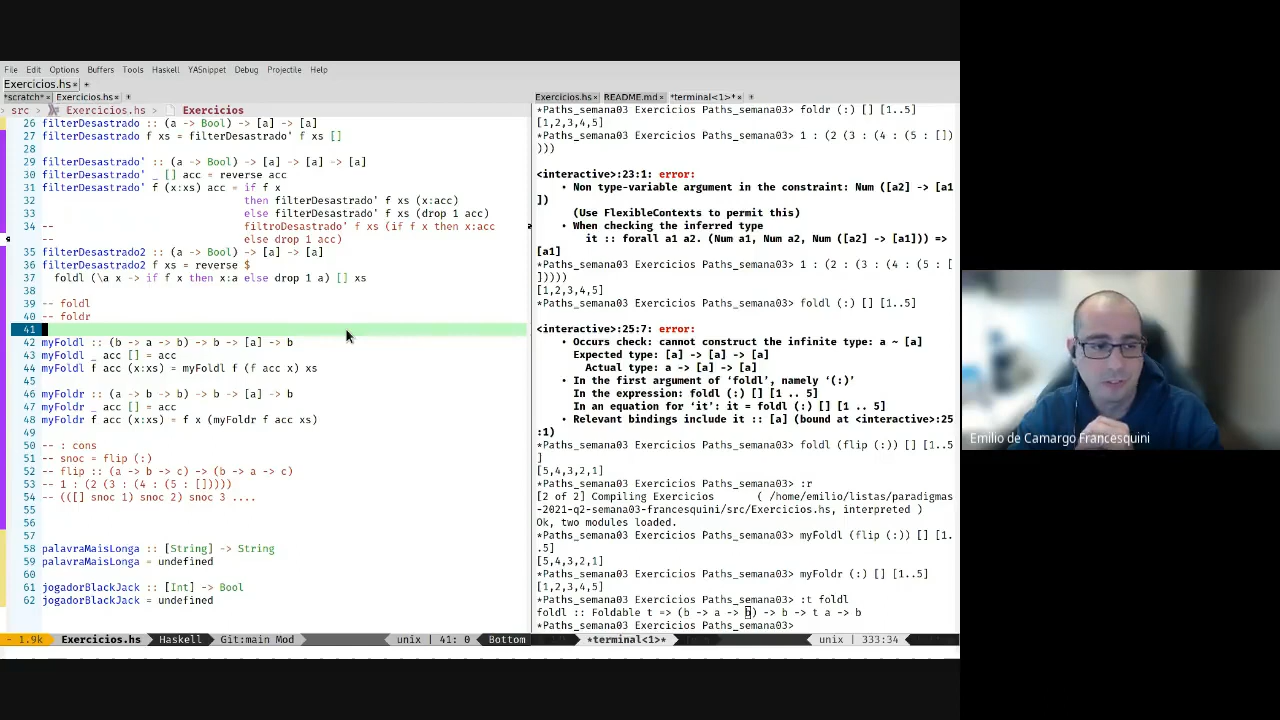 File Edit Options Buffers Tools Haskell YASnippet Debug Projectile Help
Exercicios.hs
*scratch* Exercicios.hs
src > Exercicios.hs > Exercicios
26 filterDesastrado :: (a -> Bool) -> [a] -> [a]
27 filterDesastrado f xs = filterDesastrado' f xs []
28
29 filterDesastrado' :: (a -> Bool) -> [a] -> [a] -> [a]
30 filterDesastrado' _ [] acc = reverse acc
31 filterDesastrado' f (x:xs) acc = if f x
32 then filterDesastrado' f xs (x:acc)
33 else filterDesastrado' f xs (drop 1 acc)
34 -- filtroDesastrado' f xs (if f x then x:acc
-- else drop 1 acc)
35 filterDesastrado2 :: (a -> Bool) -> [a] -> [a]
36 filterDesastrado2 f xs = reverse $
37 foldl (\a x -> if f x then x:a else drop 1 a) [] xs
38
39 -- foldl
40 -- foldr
41
42 myFoldl :: (b -> a -> b) -> b -> [a] -> b
43 myFoldl _ acc [] = acc
44 myFoldl f acc (x:xs) = myFoldl f (f acc x) xs
45
46 myFoldr :: (a -> b -> b) -> b -> [a] -> b
47 myFoldr _ acc [] = acc
48 myFoldr f acc (x:xs) = f x (myFoldr f acc xs)
49
50 -- : cons
51 -- snoc = flip (:)
52 -- flip :: (a -> b -> c) -> (b -> a -> c)
53 -- 1 : (2 (3 : (4 : (5 : []))))
54 -- (([] snoc 1) snoc 2) snoc 3 ....
55
56
57
58 palavraMaisLonga :: [String] -> String
59 palavraMaisLonga = undefined
60
61 jogadorBlackJack :: [Int] -> Bool
62 jogadorBlackJack = undefined
- 1.9k Exercicios.hs Haskell Git:main Mod unix | 41: 0 Bottom
Exercicios.hs README.md *terminal<1>*
*Paths_semana03 Exercicios Paths_semana03> foldr (:) [] [1..5]
[1,2,3,4,5]
*Paths_semana03 Exercicios Paths_semana03> 1 : (2 (3 : (4 : (5 : [])
)))
<interactive>:23:1: error:
• Non type-variable argument in the constraint: Num ([a2] -> [a1
])
(Use FlexibleContexts to permit this)
• When checking the inferred type
it :: forall a1 a2. (Num a1, Num a2, Num ([a2] -> [a1])) =>
[a1]
*Paths_semana03 Exercicios Paths_semana03> 1 : (2 : (3 : (4 : (5 : [
]))))
[1,2,3,4,5]
*Paths_semana03 Exercicios Paths_semana03> foldl (:) [] [1..5]
<interactive>:25:7: error:
• Occurs check: cannot construct the infinite type: a ~ [a]
Expected type: [a] -> [a] -> [a]
Actual type: a -> [a] -> [a]
• In the first argument of ‘foldl’, namely ‘(:)’
In the expression: foldl (:) [] [1 .. 5]
In an equation for ‘it’: it = foldl (:) [] [1 .. 5]
• Relevant bindings include it :: [a] (bound at <interactive>:25
:1)
*Paths_semana03 Exercicios Paths_semana03> foldl (flip (:)) [] [1..5
]
[5,4,3,2,1]
*Paths_semana03 Exercicios Paths_semana03> :r
[2 of 2] Compiling Exercicios ( /home/emilio/listas/paradigmas
-2021-q2-semana03-francesquini/src/Exercicios.hs, interpreted )
Ok, two modules loaded.
*Paths_semana03 Exercicios Paths_semana03> myFoldl (flip (:)) [] [1.
.5]
[5,4,3,2,1]
*Paths_semana03 Exercicios Paths_semana03> myFoldr (:) [] [1..5]
[1,2,3,4,5]
*Paths_semana03 Exercicios Paths_semana03> :t foldl
foldl :: Foldable t => (b -> a -> b) -> b -> t a -> b
*Paths_semana03 Exercicios Paths_semana03>
*terminal<1>* unix | 333:34
Emilio de Camargo Francesquini